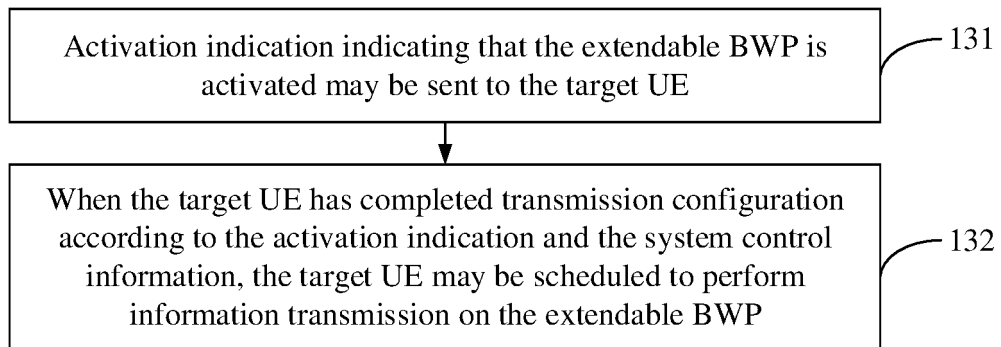 Activation indication indicating that the extendable BWP is
activated may be sent to the target UE
131
When the target UE has completed transmission configuration
according to the activation indication and the system control
information, the target UE may be scheduled to perform
information transmission on the extendable BWP
132